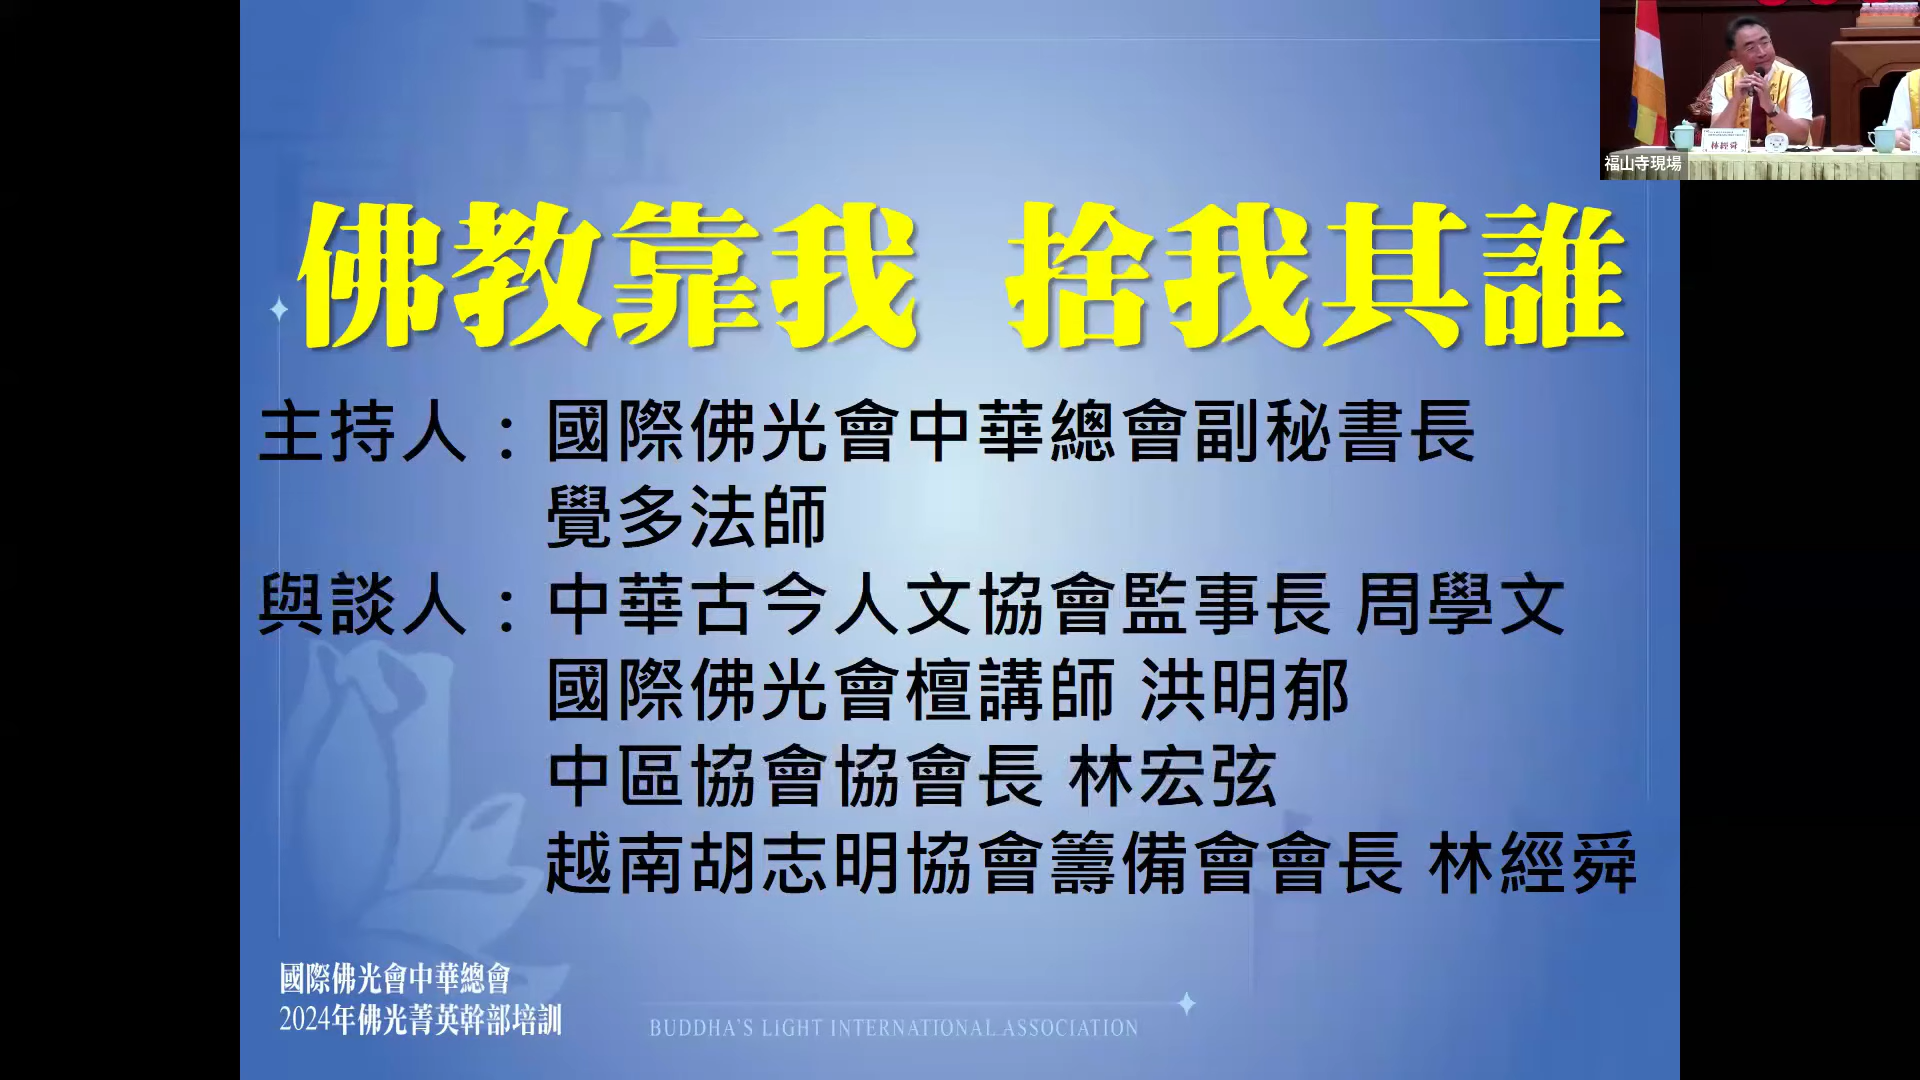 佛教靠我 捨我其誰
主持人：國際佛光會中華總會副秘書長
覺多法師
與談人：中華古今人文協會監事長 周學文
國際佛光會檀講師 洪明郁
中區協會協會長 林宏弦
越南胡志明協會籌備會會長 林經舜
國際佛光會中華總會
2024年佛光菁英幹部培訓
BUDDHA'S LIGHT INTERNATIONAL ASSOCIATION
林經舜
福山寺現場